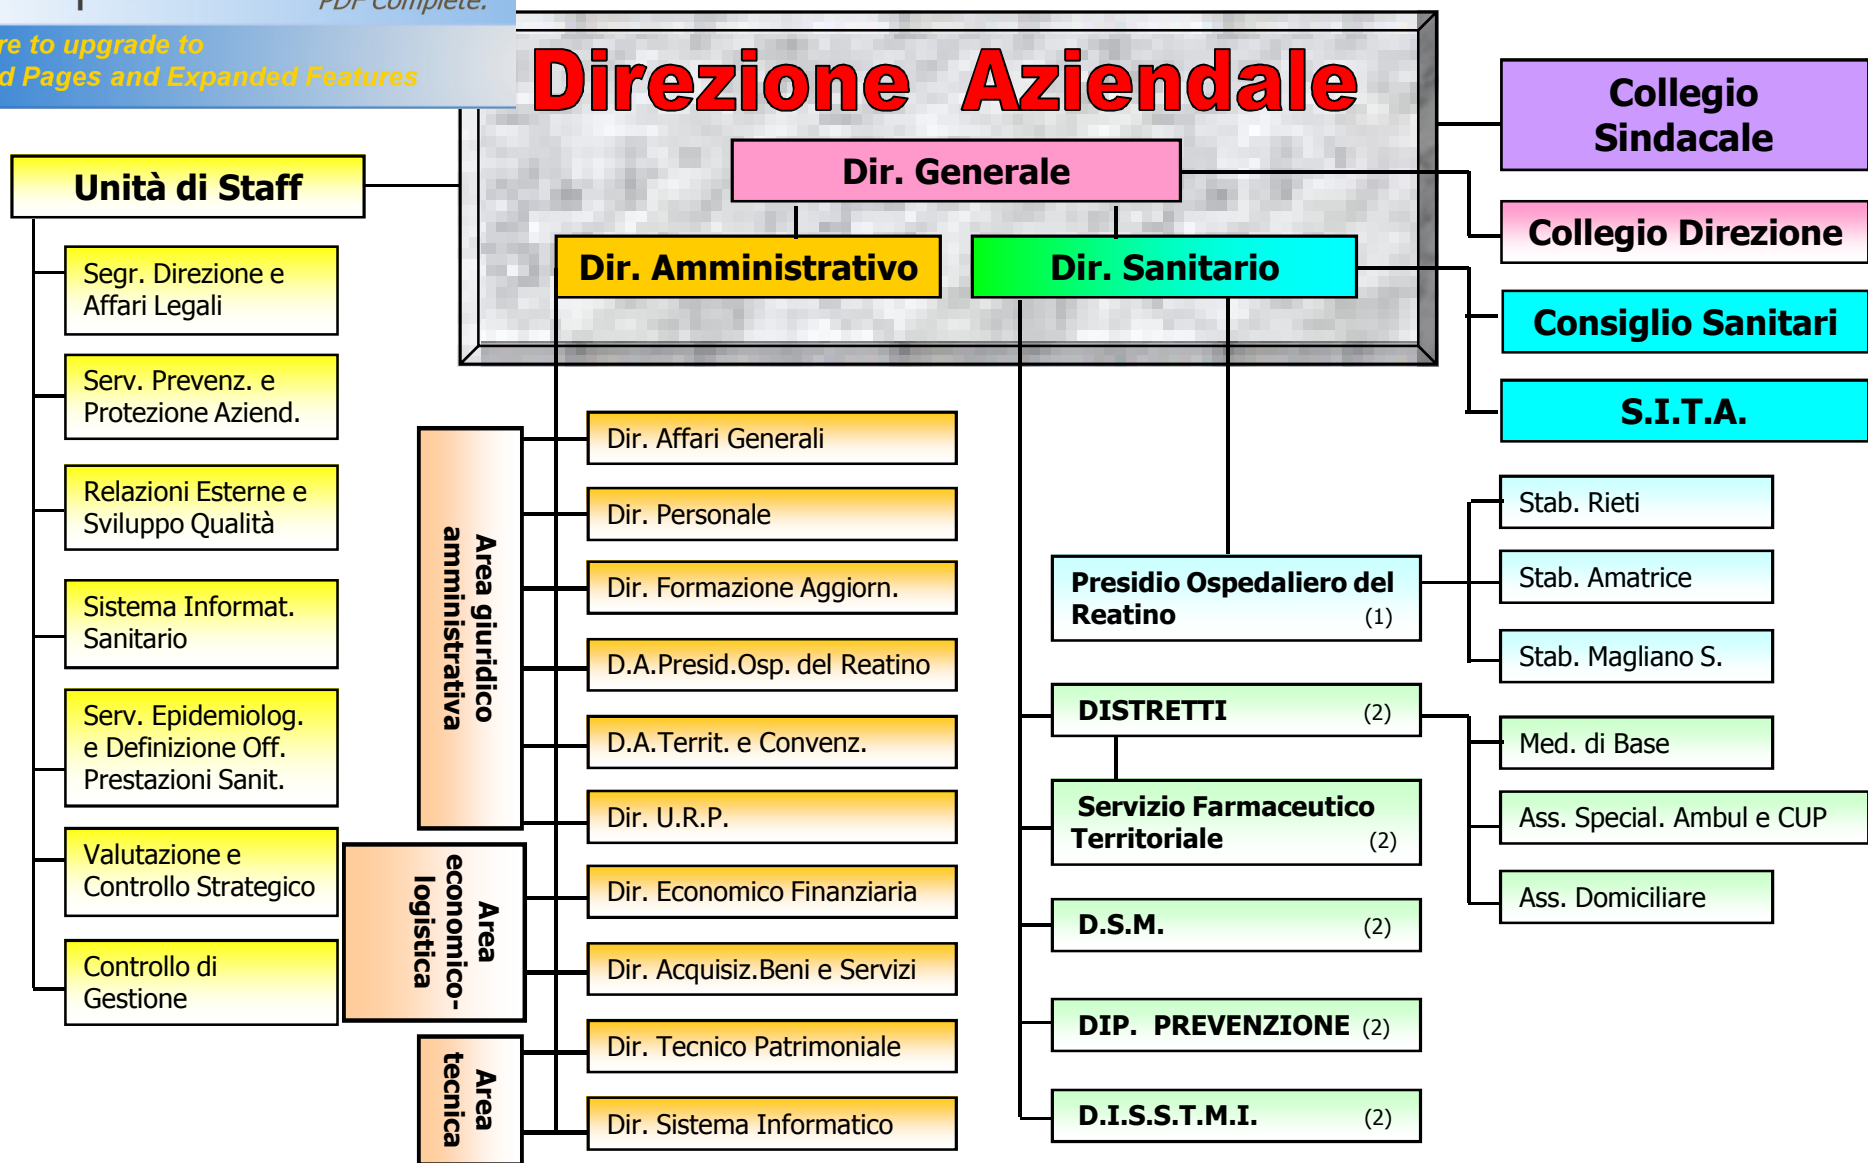 PDF Complete.
re to upgrade to
d Pages and Expanded Features
Direzione Aziendale
Dir. Generale
Dir. Amministrativo
Dir. Sanitario
Collegio
Sindacale
Collegio Direzione
Consiglio Sanitari
S.I.T.A.
Unità di Staff
Segr. Direzione e
Affari Legali
Serv. Prevenz. e
Protezione Aziend.
Relazioni Esterne e
Sviluppo Qualità
Sistema Informat.
Sanitario
Serv. Epidemiolog.
e Definizione Off.
Prestazioni Sanit.
Valutazione e
Controllo Strategico
Controllo di
Gestione
Area giuridico
amministrativa
Area
economico-
logistica
Area
tecnica
Dir. Affari Generali
Dir. Personale
Dir. Formazione Aggiorn.
D.A.Presid.Osp. del Reatino
D.A.Territ. e Convenz.
Dir. U.R.P.
Dir. Economico Finanziaria
Dir. Acquisiz.Beni e Servizi
Dir. Tecnico Patrimoniale
Dir. Sistema Informatico
Presidio Ospedaliero del
Reatino (1)
DISTRETTI (2)
Servizio Farmaceutico
Territoriale (2)
D.S.M. (2)
DIP. PREVENZIONE (2)
D.I.S.S.T.M.I. (2)
Stab. Rieti
Stab. Amatrice
Stab. Magliano S.
Med. di Base
Ass. Special. Ambul e CUP
Ass. Domiciliare